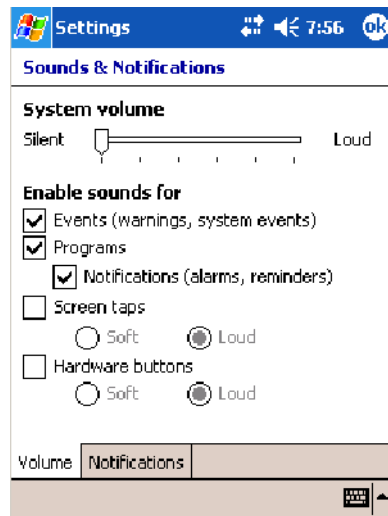 Settings 7:56 ok
Sounds & Notifications
System volume
Silent Loud
Enable sounds for
Events (warnings, system events)
Programs
Notifications (alarms, reminders)
Screen taps
Soft Loud
Hardware buttons
Soft Loud
Volume Notifications